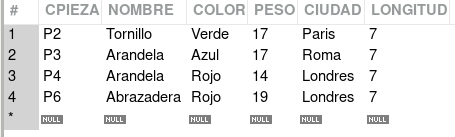 # CPIEZA NOMBRE COLOR PESO CIUDAD LONGITUD
1 P2 Tornillo Verde 17 Paris 7
2 P3 Arandela Azul 17 Roma 7
3 P4 Arandela Rojo 14 Londres 7
4 P6 Abrazadera Rojo 19 Londres 7
* NULL NULL NULL NULL NULL NULL